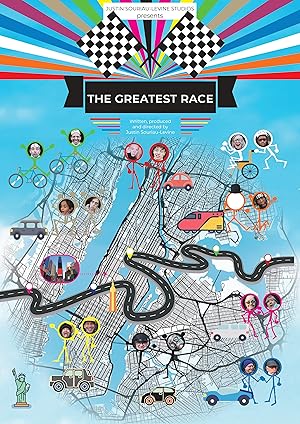 JUSTIN SOURIAU-LEVINE STUDIOS
presents
THE GREATEST RACE
Written, produced
and directed by
Justin Souriau-Levine